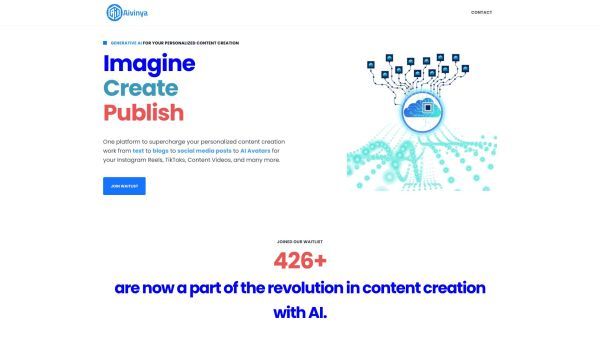 Aivinya
CONTACT
GENERATIVE AI FOR YOUR PERSONALIZED CONTENT CREATION
Imagine
Create
Publish
One platform to supercharge your personalized content creation
work from text to blogs to social media posts to AI Avatars for
your Instagram Reels, TikToks, Content Videos, and many more.
JOIN WAITLIST
JOINED OUR WAITLIST
426+
are now a part of the revolution in content creation
with AI.